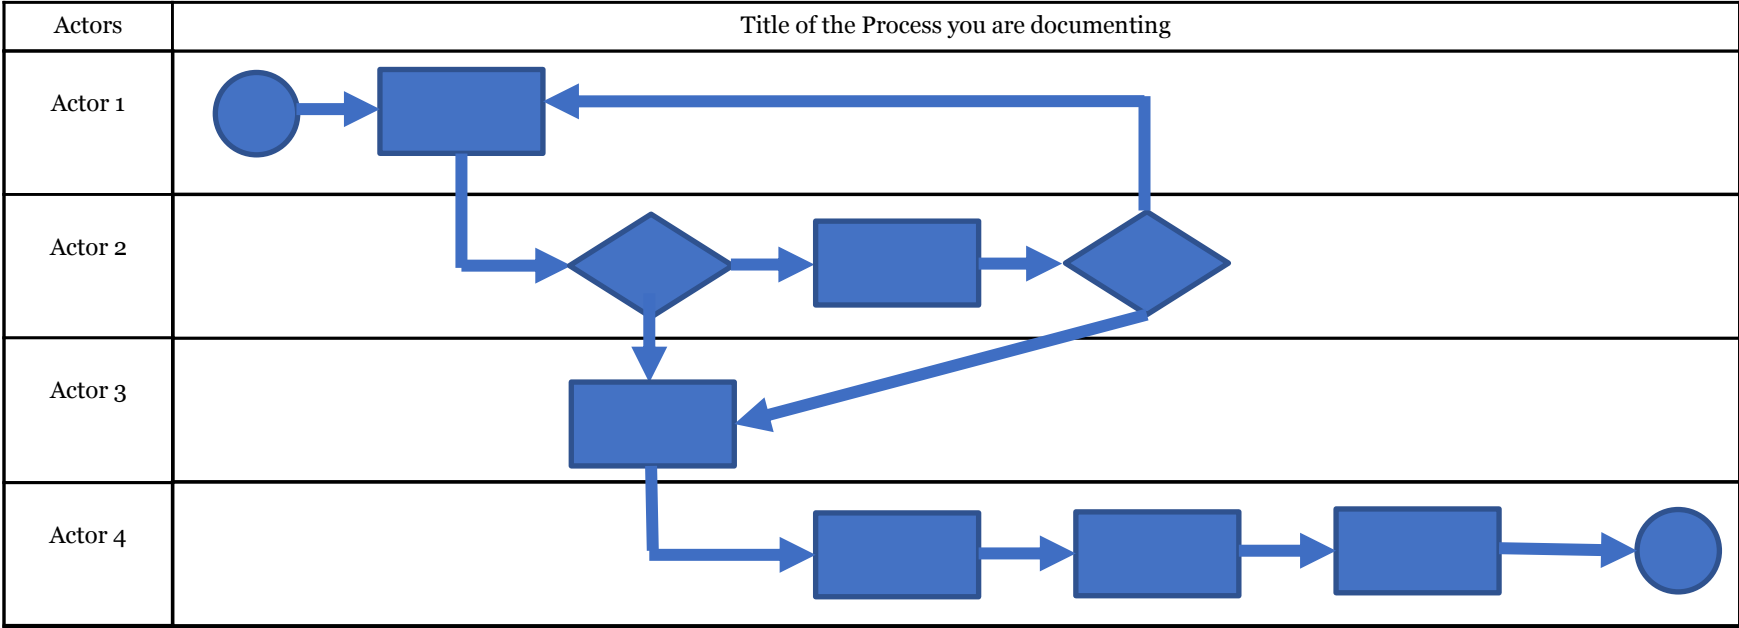 Actors
Title of the Process you are documenting
Actor 1
Actor 2
Actor 3
Actor 4